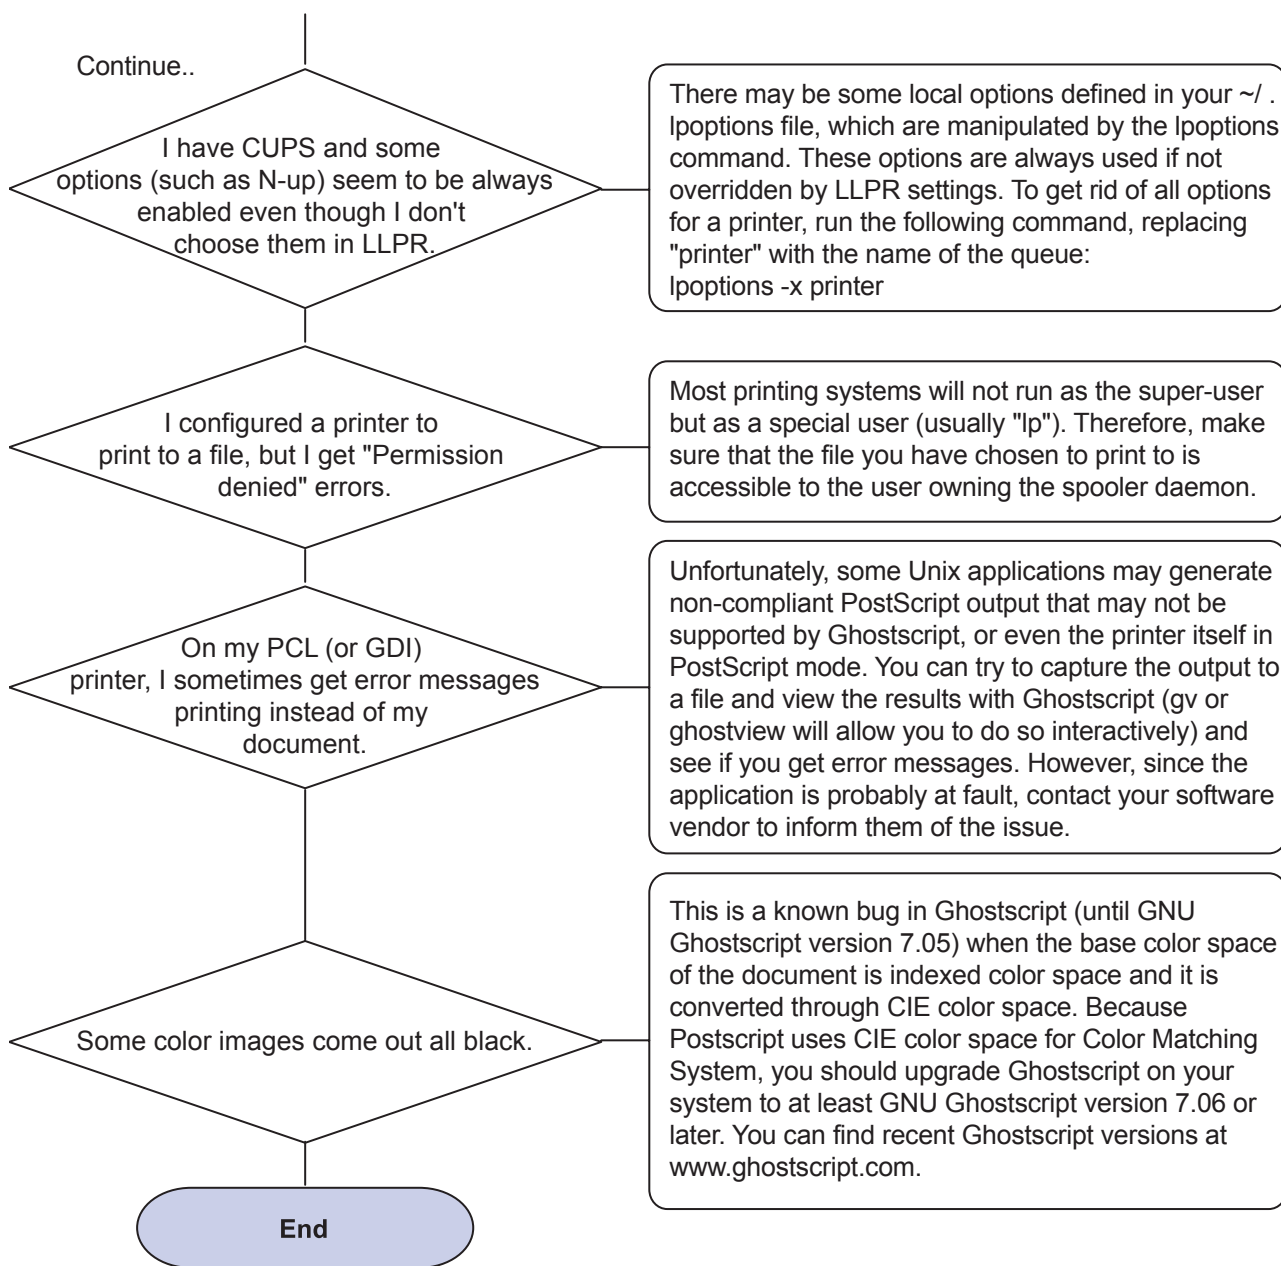 Continue..
I have CUPS and some
options (such as N-up) seem to be always
enabled even though I don't
choose them in LLPR.
There may be some local options defined in your ~/ .
lpoptions file, which are manipulated by the lpoptions
command. These options are always used if not
overridden by LLPR settings. To get rid of all options
for a printer, run the following command, replacing
"printer" with the name of the queue:
lpoptions -x printer
I configured a printer to
print to a file, but I get "Permission
denied" errors.
Most printing systems will not run as the super-user
but as a special user (usually "lp"). Therefore, make
sure that the file you have chosen to print to is
accessible to the user owning the spooler daemon.
On my PCL (or GDI)
printer, I sometimes get error messages
printing instead of my
document.
Unfortunately, some Unix applications may generate
non-compliant PostScript output that may not be
supported by Ghostscript, or even the printer itself in
PostScript mode. You can try to capture the output to
a file and view the results with Ghostscript (gv or
ghostview will allow you to do so interactively) and
see if you get error messages. However, since the
application is probably at fault, contact your software
vendor to inform them of the issue.
Some color images come out all black.
This is a known bug in Ghostscript (until GNU
Ghostscript version 7.05) when the base color space
of the document is indexed color space and it is
converted through CIE color space. Because
Postscript uses CIE color space for Color Matching
System, you should upgrade Ghostscript on your
system to at least GNU Ghostscript version 7.06 or
later. You can find recent Ghostscript versions at
www.ghostscript.com.
End